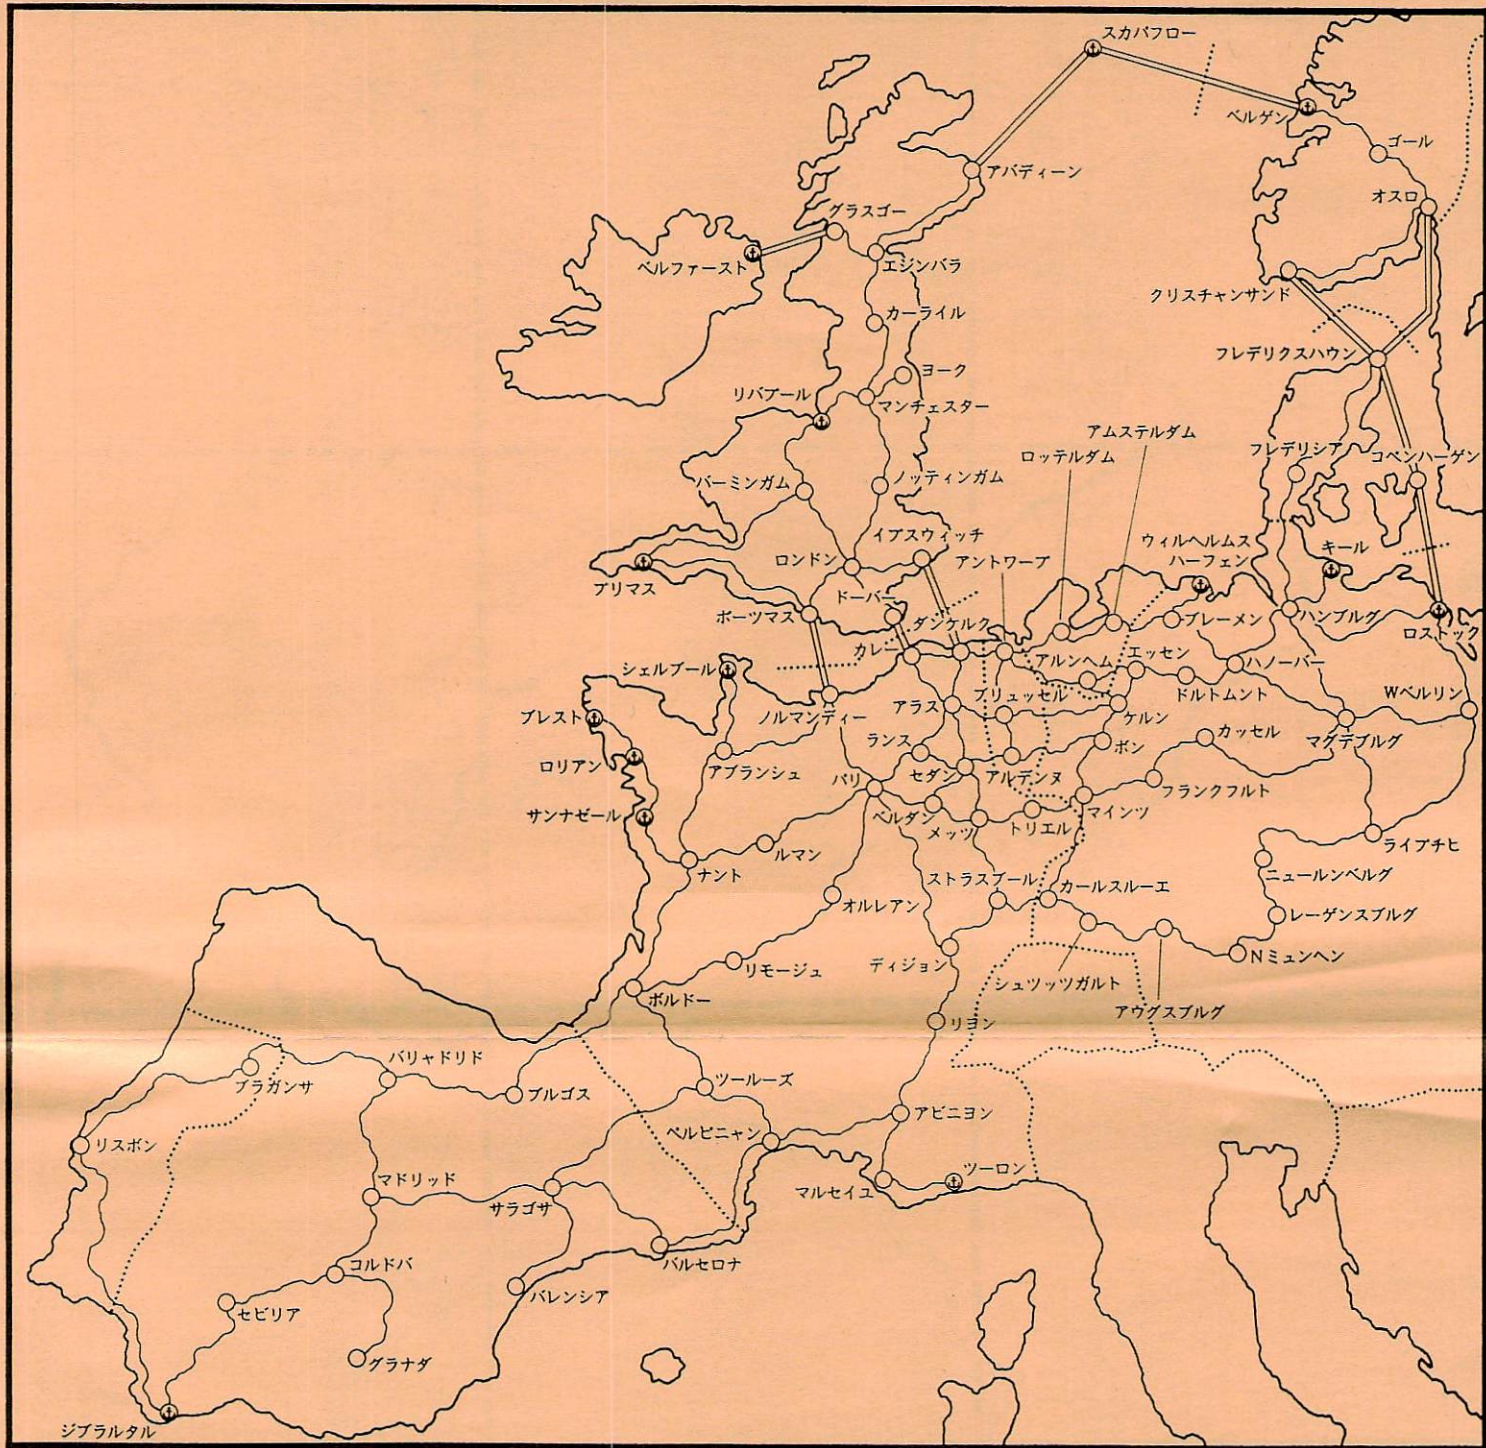 スカパフロー
ベルゲン
ゴール
アバディーン
オスロ
グラスゴー
ベルファースト
エジンバラ
クリスチャンサンド
カーライル
フレデリクスハウン
ヨーク
リバプール
マンチェスター
アムステルダム
ロッテルダム
フレデリシア
コペンハーゲン
バーミンガム
ノッティンガム
イプスウィッチ
アントワープ
ウィルヘルムス
ハーフェン
キール
ロンドン
プリマス
ドーバー
ポーツマス
ダンケルク
ブレーメン
ハンブルグ
ロストック
カレー
シェルブール
アルンヘム
エッセン
ハノーバー
ドルトムント
Wベルリン
ブレスト
ノルマンディー
アラス
ブリュッセル
ケルン
マグデブルグ
ロリアン
アブランシュ
ランス
セダン
アルデンヌ
ボン
カッセル
パリ
フランクフルト
サンナゼール
ベルダン
メッツ
トリエル
マインツ
ルマン
ナント
ライプチヒ
ニュールンベルグ
ストラスブール
カールスルーエ
オルレアン
レーゲンスブルグ
リモージュ
ディジョン
Nミュンヘン
シュツッツガルト
アウグスブルグ
ボルドー
リヨン
ブラガンサ
バリャドリド
ブルゴス
ツールーズ
アビニヨン
リスボン
ペルピニャン
マドリッド
サラゴサ
マルセイユ
ツーロン
コルドバ
バルセロナ
バレンシア
セビリア
グラナダ
ジブラルタル